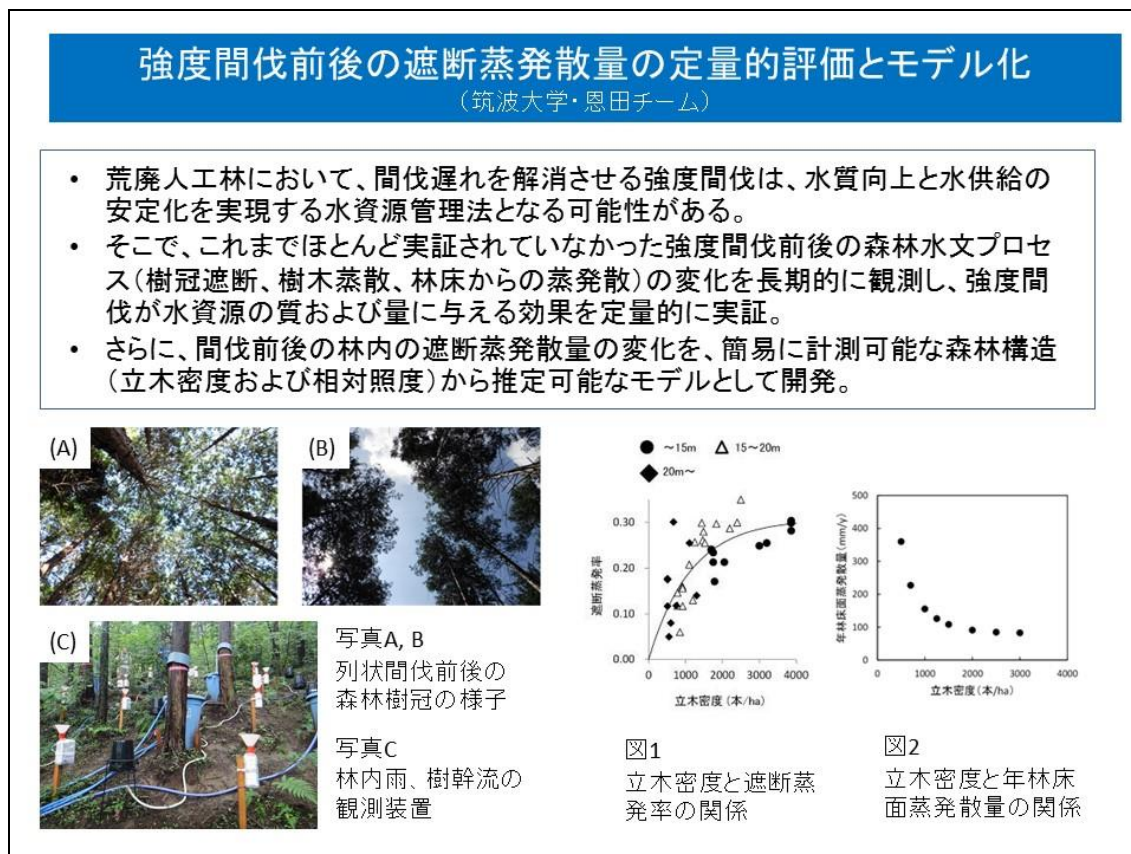 強度間伐前後の遮断蒸発散量の定量的評価とモデル化
（筑波大学・恩田チーム）
• 荒廃人工林において、間伐遅れを解消させる強度間伐は、水質向上と水供給の
安定化を実現する水資源管理法となる可能性がある。
• そこで、これまでほとんど実証されていなかった強度間伐前後の森林水文プロセ
ス（樹冠遮断、樹木蒸散、林床からの蒸発散）の変化を長期的に観測し、強度間
伐が水資源の質および量に与える効果を定量的に実証。
• さらに、間伐前後の林内の遮断蒸発散量の変化を、簡易に計測可能な森林構造
（立木密度および相対照度）から推定可能なモデルとして開発。
(A)
(B)
(C)
写真A, B
列状間伐前後の
森林樹冠の様子
写真C
林内雨、樹幹流の
観測装置
～15m 15～20m
20m～
遮断蒸発率
0.30
0.20
0.10
0.00
0 1000 2000 3000 4000
立木密度 (本/ha)
図1
立木密度と遮断蒸
発率の関係
年林床面蒸発散量(mm/y)
500
400
300
200
100
0
0 1000 2000 3000 4000
立木密度(本/ha)
図2
立木密度と年林床
面蒸発散量の関係